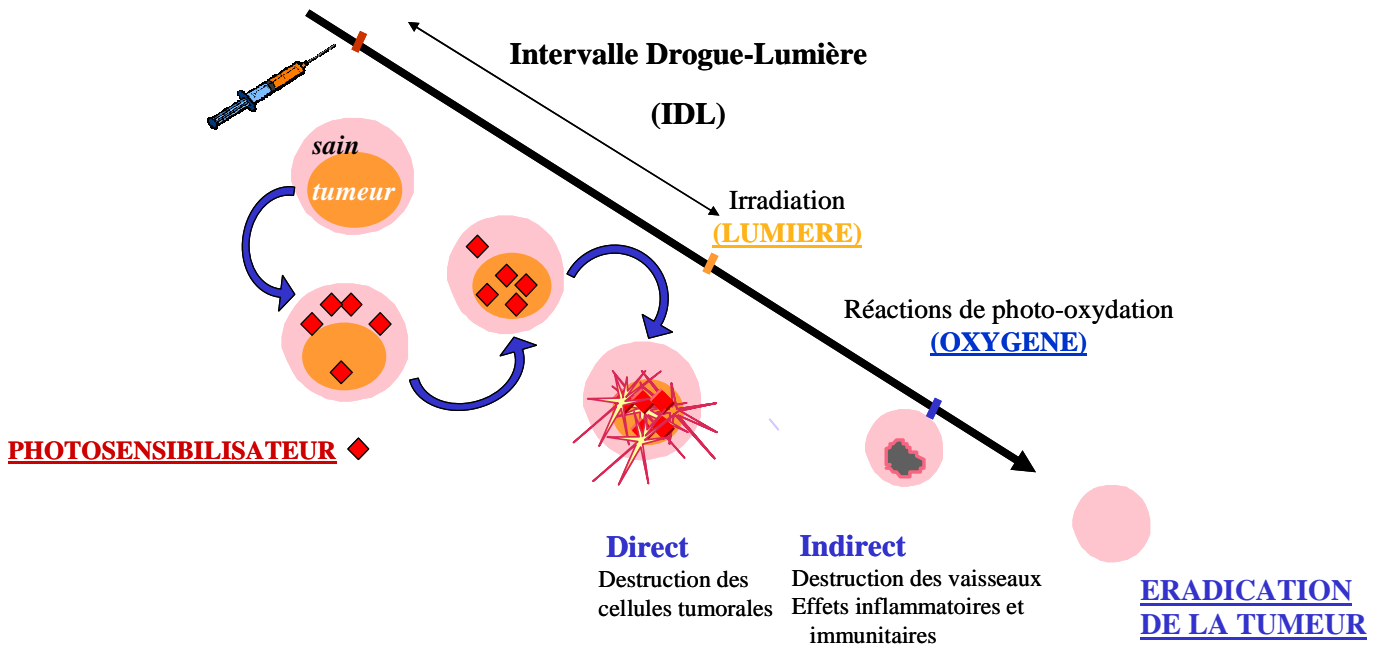 Intervalle Drogue-Lumière
(IDL)
sain
tumeur
Irradiation
(LUMIERE)
Réactions de photo-oxydation
(OXYGENE)
PHOTOSENSIBILISATEUR
Direct
Destruction des
cellules tumorales
Indirect
Destruction des vaisseaux
Effets inflammatoires et
immunitaires
ERADICATION
DE LA TUMEUR